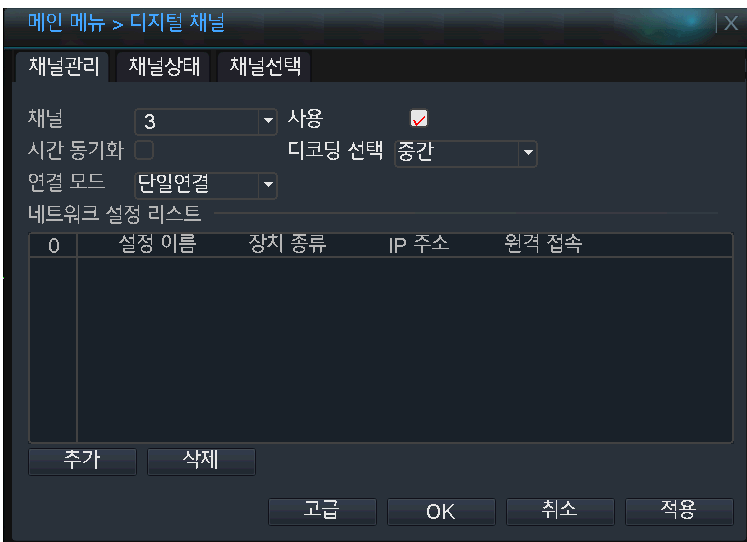 메인 메뉴 > 디지털 채널 X
채널관리 채널상태 채널선택
채널 3 사용
시간 동기화 디코딩 선택 중간
연결 모드 단일연결
네트워크 설정 리스트
0 설정 이름 장치 종류 IP 주소 원격 접속
추가 삭제
고급 OK 취소 적용